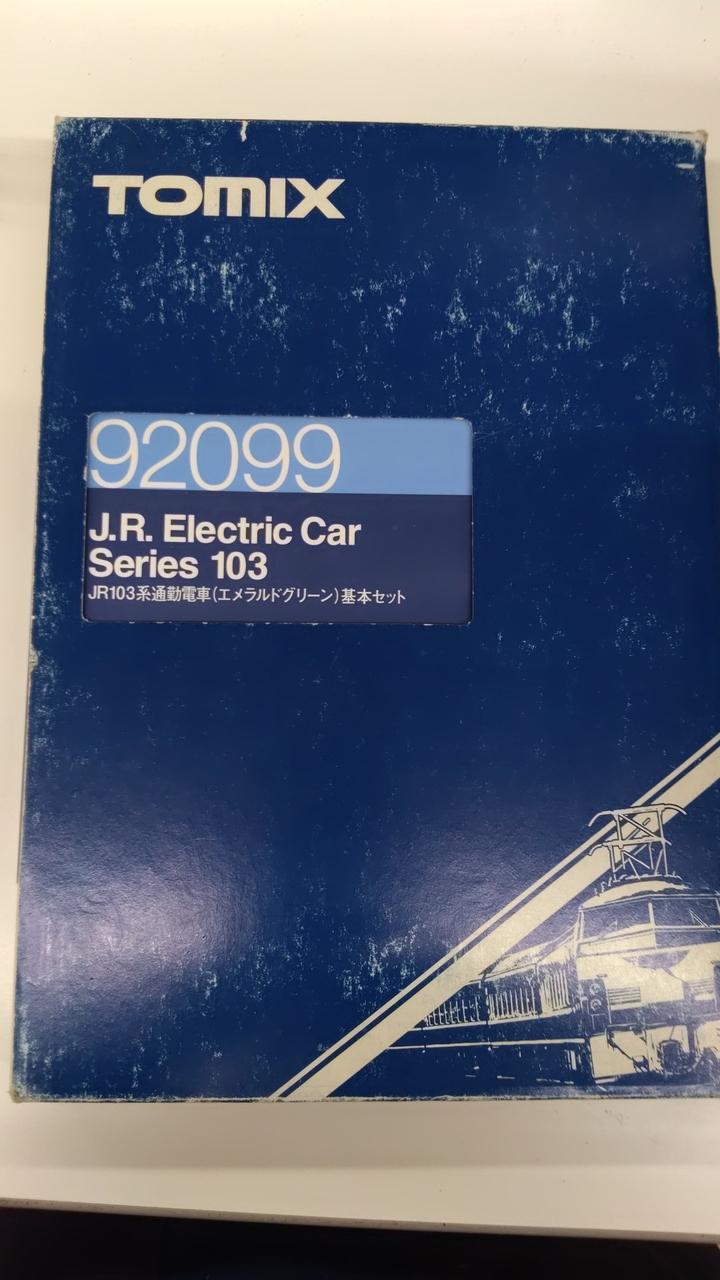 TOMIX
92099
J.R. Electric Car
Series 103
JR103系通勤電車(エメラルドグリーン)基本セット